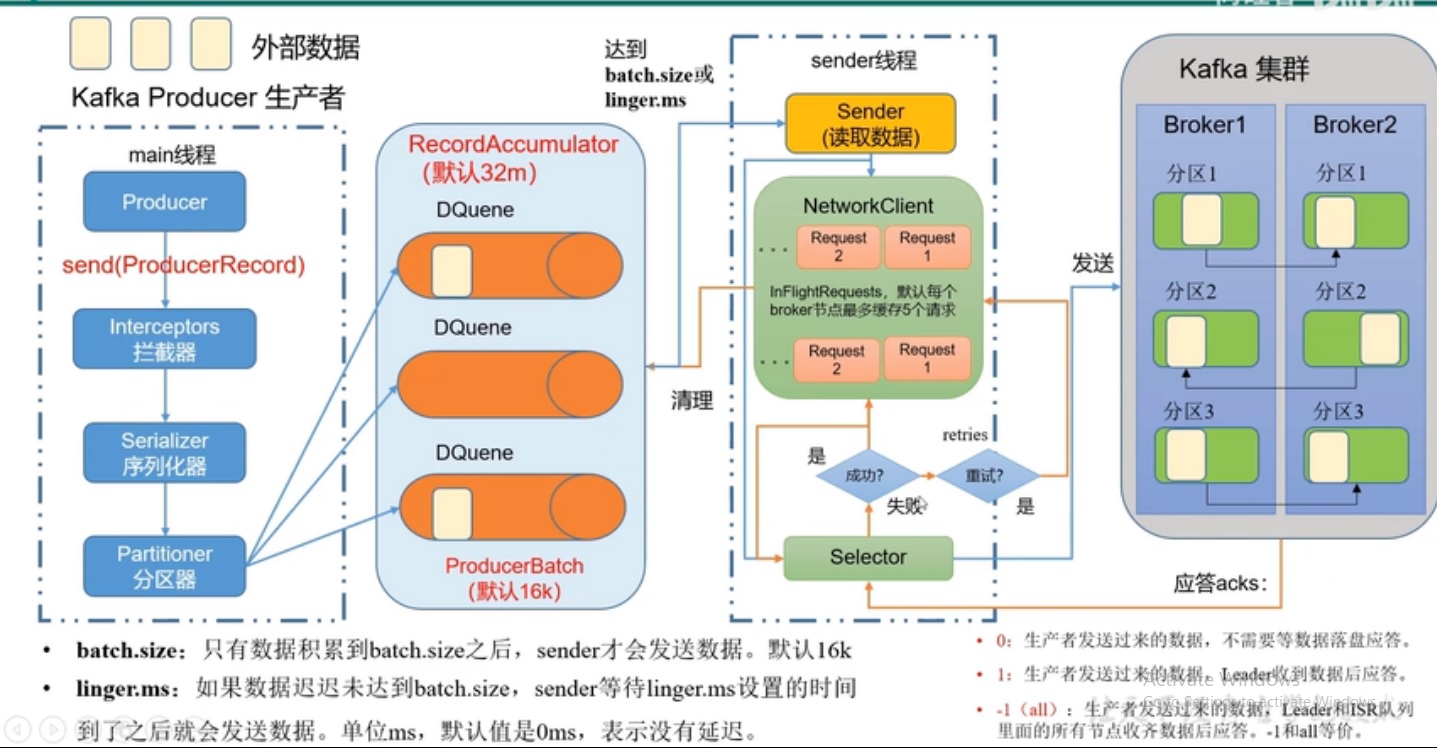 外部数据
Kafka Producer 生产者
main线程
Producer
send(ProducerRecord)
Interceptors
拦截器
Serializer
序列化器
Partitioner
分区器
RecordAccumulator
(默认32m)
DQuene
DQuene
DQuene
ProducerBatch
(默认16k)
达到
batch.size或
linger.ms
清理
sender线程
Sender
(读取数据)
NetworkClient
... Request 2
Request 1
InFlightRequests，默认每个
broker节点最多缓存5个请求
... Request 2
Request 1
retries
是
成功?
重试?
失败
是
Selector
发送
Kafka 集群
Broker1
Broker2
分区1
分区1
分区2
分区2
分区3
分区3
应答acks：
• batch.size：只有数据积累到batch.size之后，sender才会发送数据。默认16k
• linger.ms：如果数据迟迟未达到batch.size，sender等待linger.ms设置的时间
到了之后就会发送数据。单位ms，默认值是0ms，表示没有延迟。
• 0：生产者发送过来的数据，不需要等数据落盘应答。
• 1：生产者发送过来的数据，Leader收到数据后应答。
• -1（all）：生产者发送过来的数据，Leader和ISR队列
里面的所有节点收齐数据后应答。-1和all等价。
Activate Windows
Go to Settings to activate Windows.